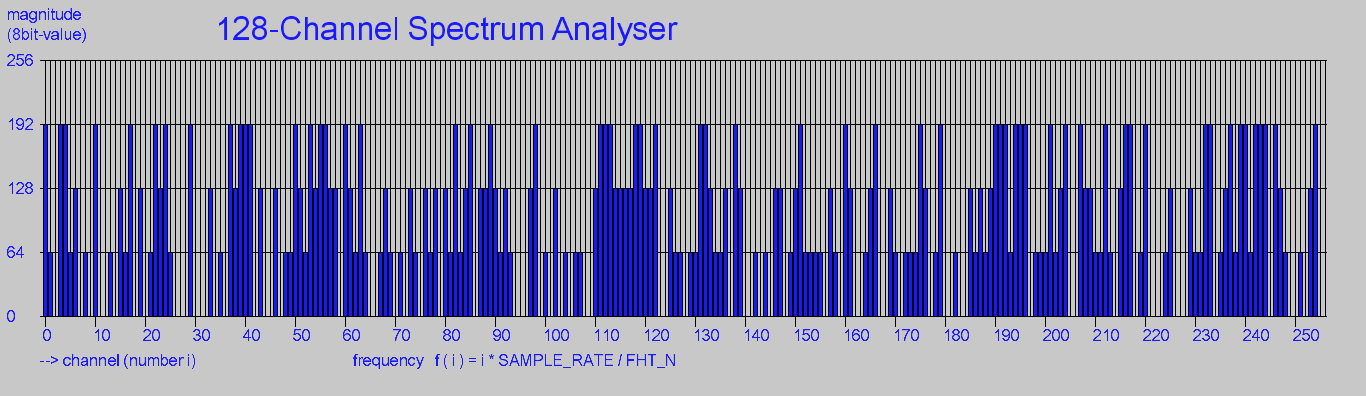 magnitude
(8bit-value)
128-Channel Spectrum Analyser
256
192
128
64
0
0 10 20 30 40 50 60 70 80 90 100 110 120 130 140 150 160 170 180 190 200 210 220 230 240 250
--> channel (number i) frequency f ( i ) = i * SAMPLE_RATE / FHT_N